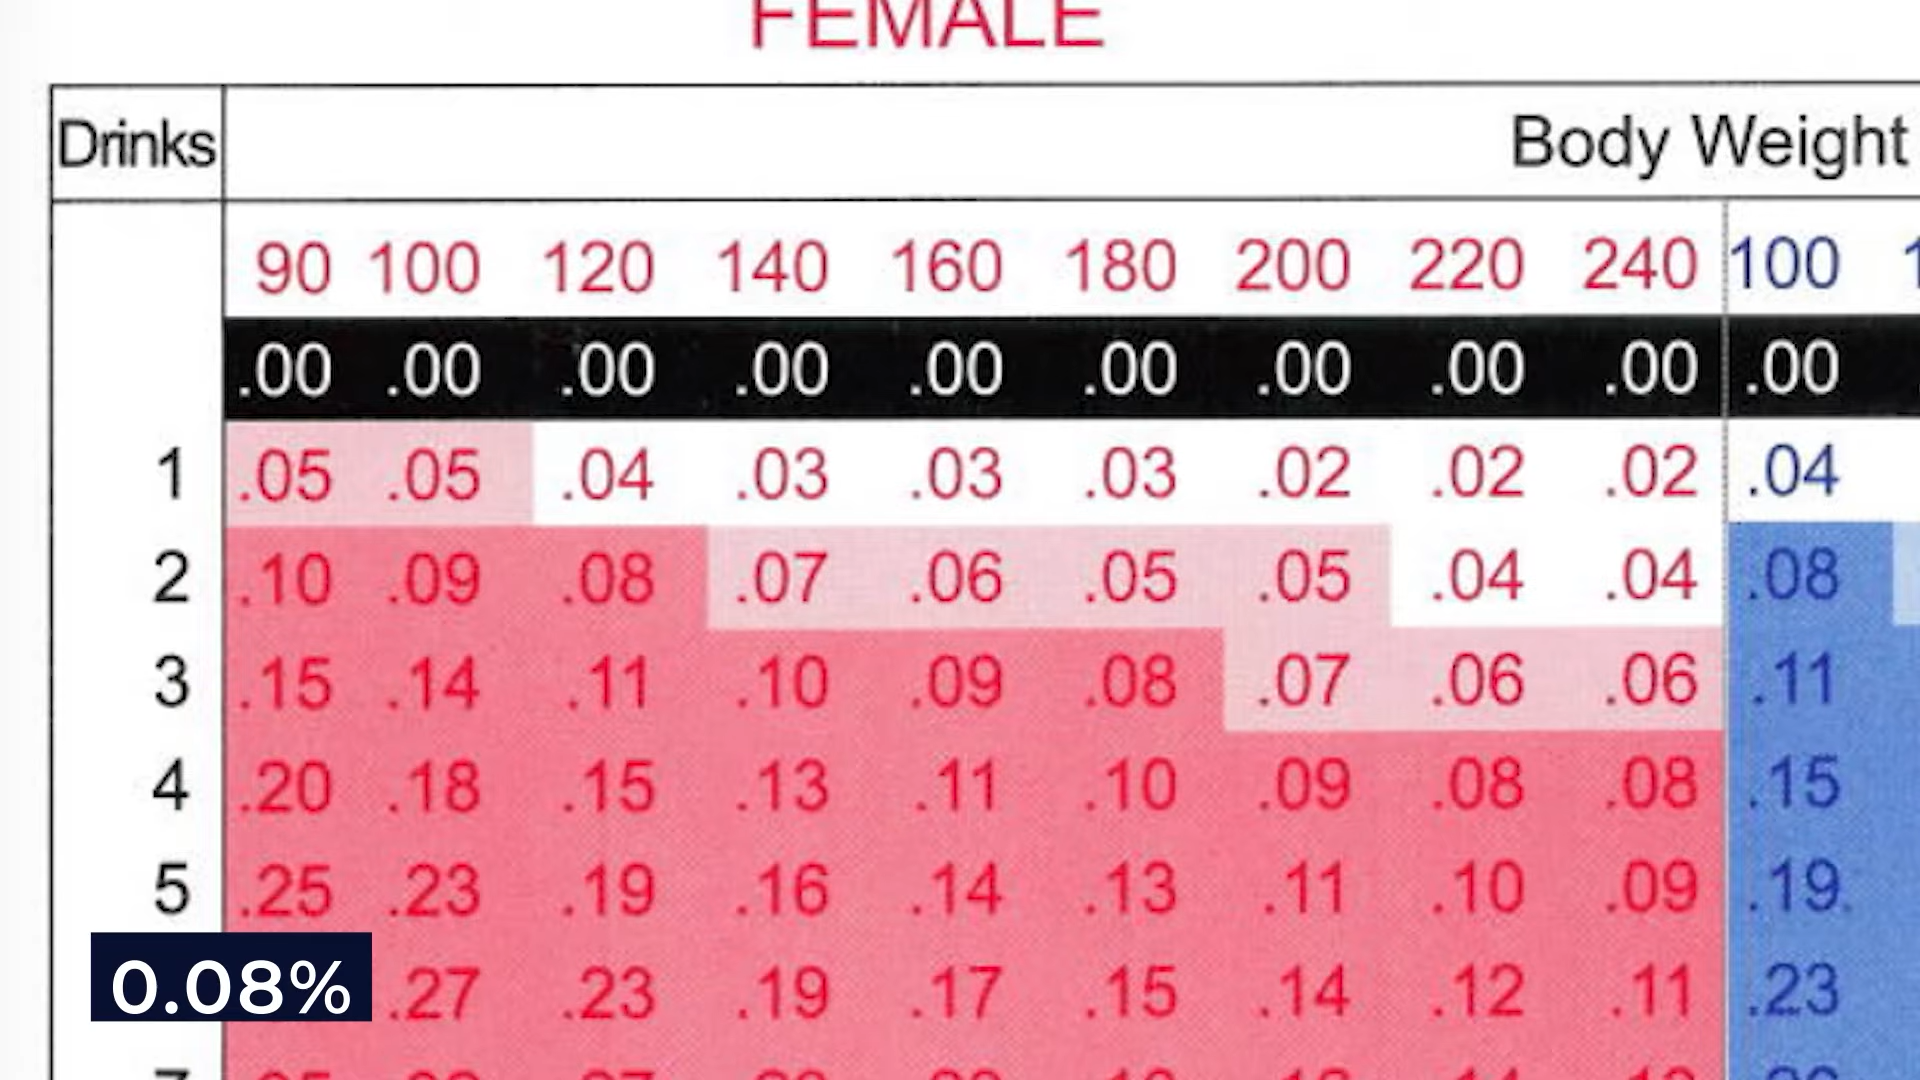 FEMALE
Drinks Body Weight
90 100 120 140 160 180 200 220 240 100
.00 .00 .00 .00 .00 .00 .00 .00 .00 .00
1 .05 .05 .04 .03 .03 .03 .02 .02 .02 .04
2 .10 .09 .08 .07 .06 .05 .05 .04 .04 .08
3 .15 .14 .11 .10 .09 .08 .07 .06 .06 .11
4 .20 .18 .15 .13 .11 .10 .09 .08 .08 .15
5 .25 .23 .19 .16 .14 .13 .11 .10 .09 .19
0.08% .27 .23 .19 .17 .15 .14 .12 .11 .23